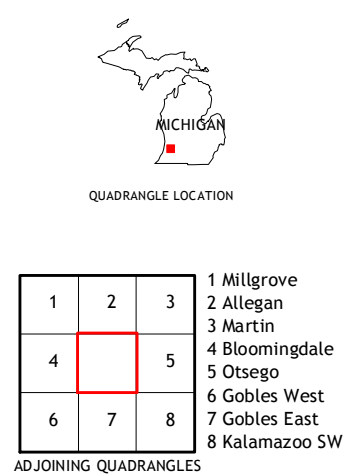 MICHIGAN
QUADRANGLE LOCATION
1 2 3
4 5
6 7 8
1 Millgrove
2 Allegan
3 Martin
4 Bloomingdale
5 Otsego
6 Gobles West
7 Gobles East
8 Kalamazoo SW
ADJOINING QUADRANGLES